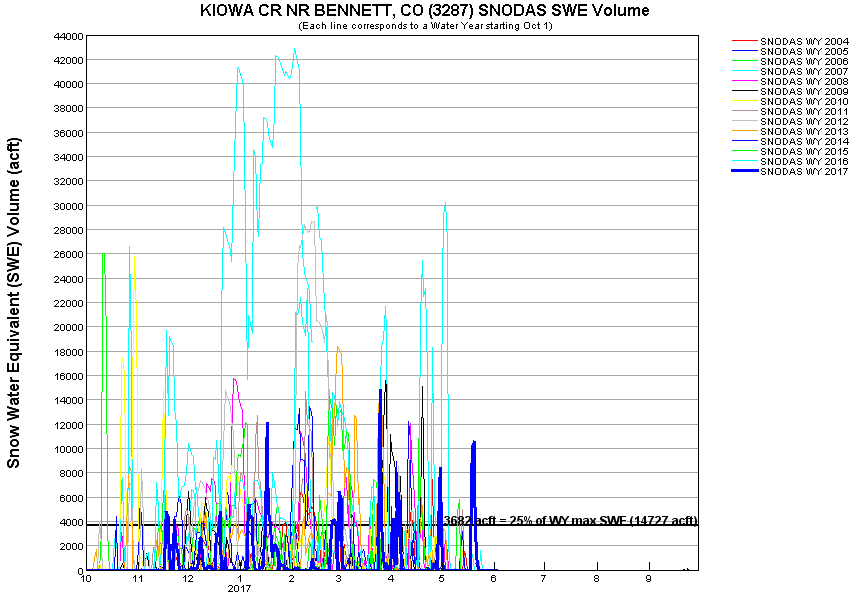 KIOWA CR NR BENNETT, CO (3287) SNODAS SWE Volume
(Each line corresponds to a Water Year starting Oct 1)
Snow Water Equivalent (SWE) Volume (acft)
44000
42000
40000
38000
36000
34000
32000
30000
28000
26000
24000
22000
20000
18000
16000
14000
12000
10000
8000
6000
4000
2000
0
3682 acft = 25% of WY max SWE (14727 acft)
10 11 12 1 2 3 4 5 6 7 8 9
2017
SNODAS WY 2004
SNODAS WY 2005
SNODAS WY 2006
SNODAS WY 2007
SNODAS WY 2008
SNODAS WY 2009
SNODAS WY 2010
SNODAS WY 2011
SNODAS WY 2012
SNODAS WY 2013
SNODAS WY 2014
SNODAS WY 2015
SNODAS WY 2016
SNODAS WY 2017